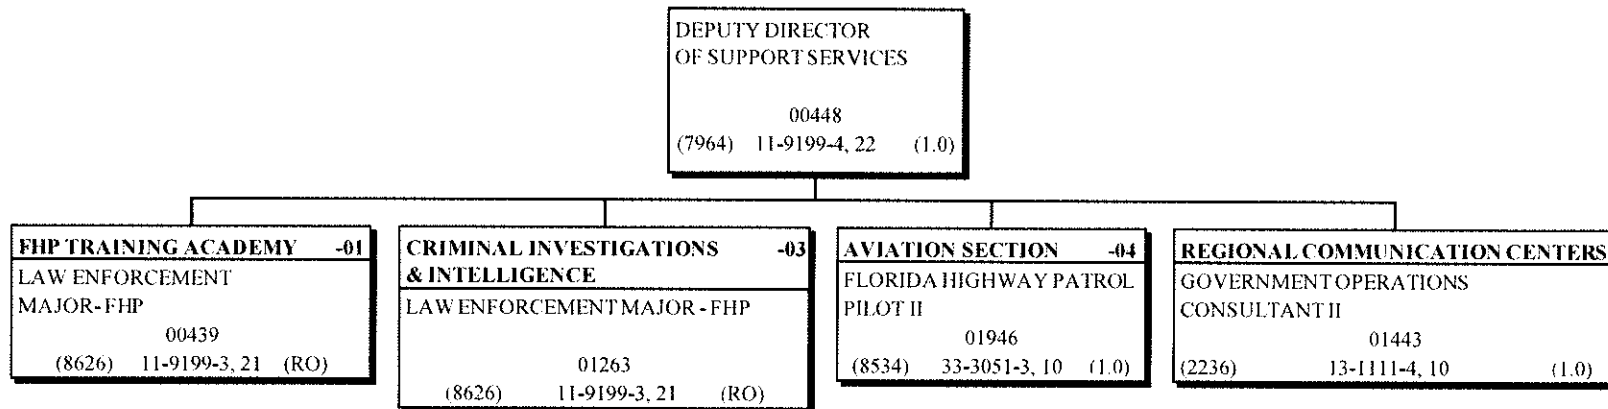 DEPUTY DIRECTOR
OF SUPPORT SERVICES
00448
(7964) 11-9199-4, 22 (1.0)
FHP TRAINING ACADEMY -01
LAW ENFORCEMENT
MAJOR- FHP
00439
(8626) 11-9199-3, 21 (RO)
CRIMINAL INVESTIGATIONS -03
& INTELLIGENCE
LAW ENFORCEMENT MAJOR - FHP
01263
(8626) 11-9199-3, 21 (RO)
AVIATION SECTION -04
FLORIDA HIGHWAY PATROL
PILOT II
01946
(8534) 33-3051-3, 10 (1.0)
REGIONAL COMMUNICATION CENTERS
GOVERNMENT OPERATIONS
CONSULTANT II
01443
(2236) 13-1111-4, 10 (1.0)